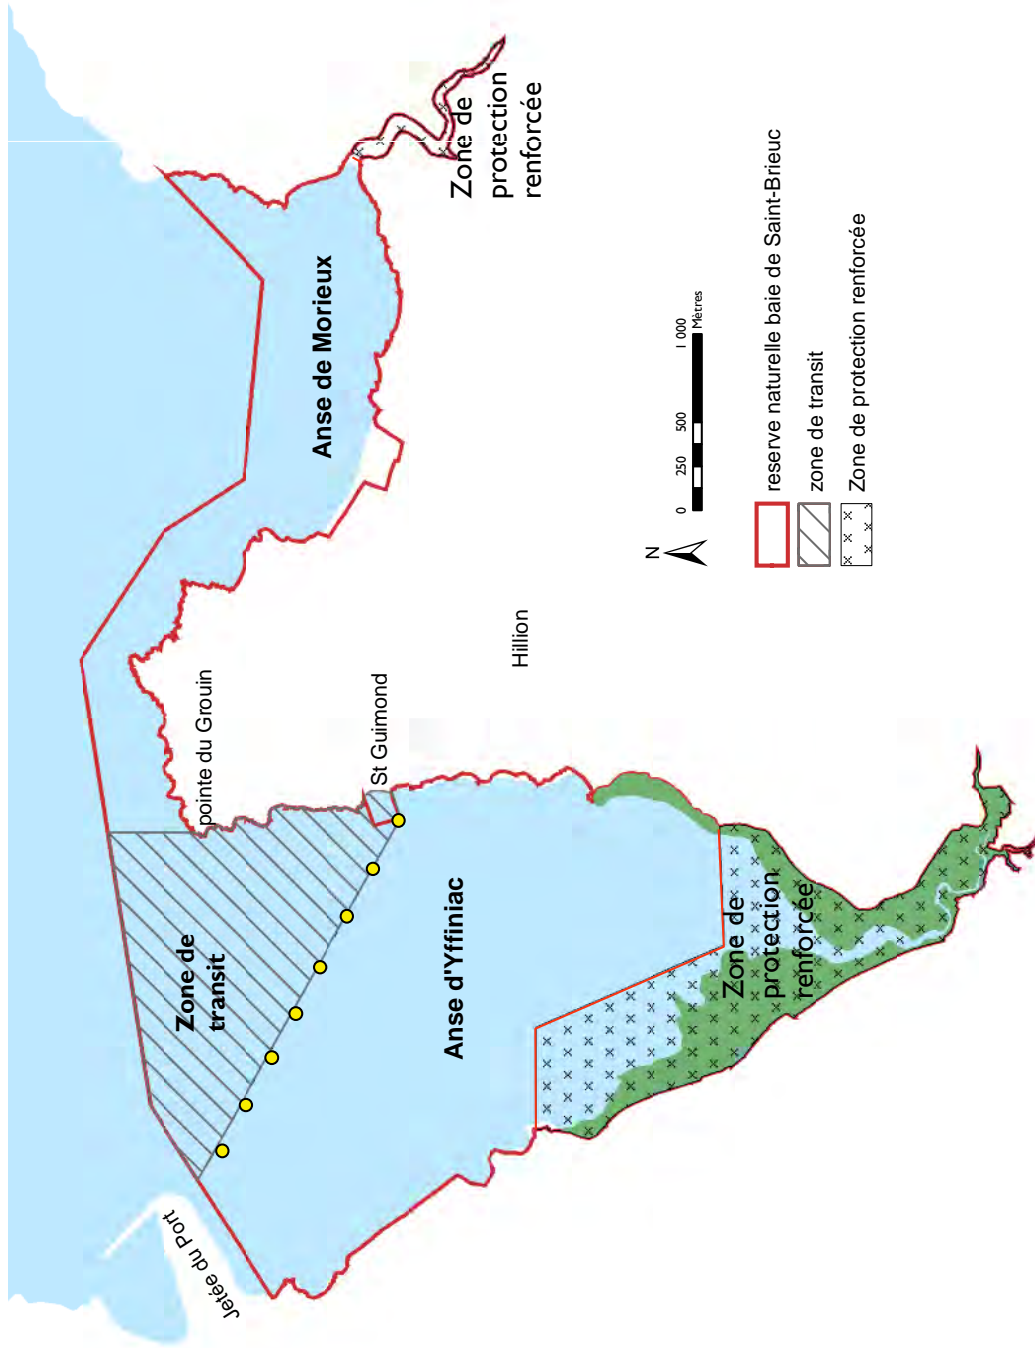 Jetée du Port
Zone de
transit
pointe du Grouin
St Guimond
Anse d'Yffiniac
Hillion
Anse de Morieux
Zone de
protection
renforcée
Zone de
protection
renforcée
N
0 250 500 1 000
Mètres
reserve naturelle baie de Saint-Brieuc
zone de transit
Zone de protection renforcée